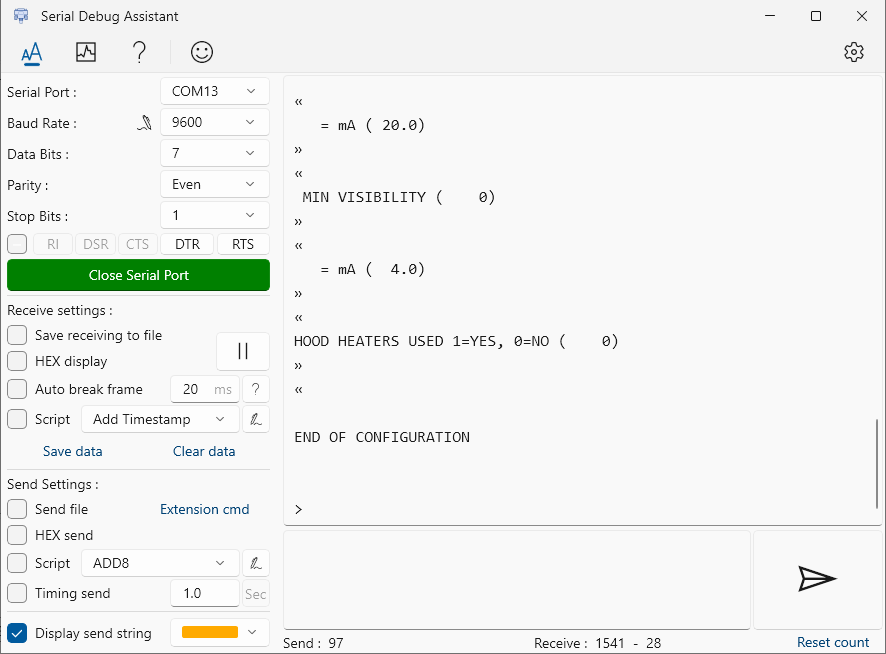 Serial Debug Assistant
AA
?
Serial Port :
COM13
Baud Rate :
9600
Data Bits :
7
Parity :
Even
Stop Bits :
1
RI
DSR
CTS
DTR
RTS
Close Serial Port
Receive settings :
Save receiving to file
HEX display
Auto break frame
20 ms
?
Script
Add Timestamp
Save data
Clear data
Send Settings :
Send file
Extension cmd
HEX send
Script
ADD8
Timing send
1.0
Sec
Display send string
«
= mA ( 20.0)
»
«
MIN VISIBILITY (    0)
»
«
= mA (  4.0)
»
«
HOOD HEATERS USED 1=YES, 0=NO (    0)
»
«
END OF CONFIGURATION
>
Send : 97
Receive : 1541 - 28
Reset count